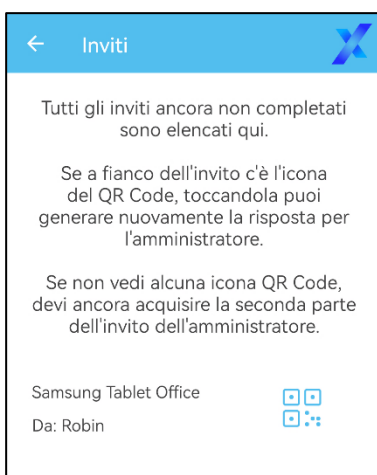 Inviti
Tutti gli inviti ancora non completati
sono elencati qui.
Se a fianco dell'invito c'è l'icona
del QR Code, toccandola puoi
generare nuovamente la risposta per
l'amministratore.
Se non vedi alcuna icona QR Code,
devi ancora acquisire la seconda parte
dell'invito dell'amministratore.
Samsung Tablet Office
Da: Robin